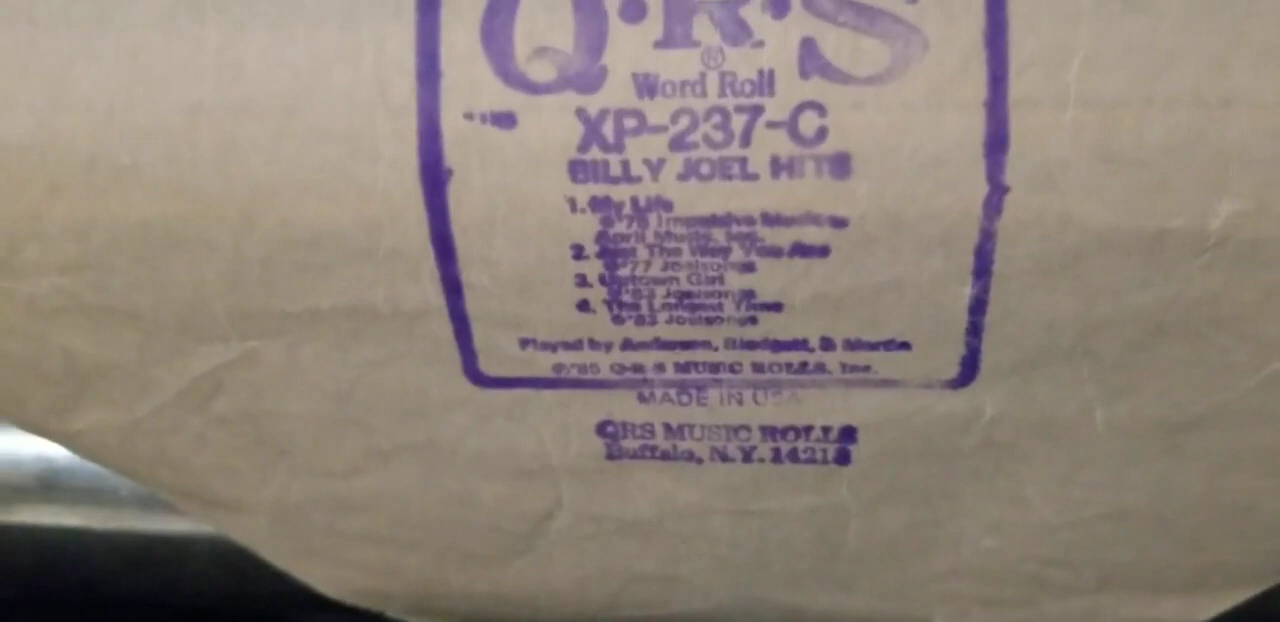 Q·R·S
®
Word Roll
XP-237-C
BILLY JOEL HITS
1. My Life
©'78 Impulsive Music
April Music, Inc.
2. Just The Way You Are
©'77 Joelsongs
3. Uptown Girl
©'83 Joelsongs
4. The Longest Time
©'83 Joelsongs
Played by & Martin
©'85 Q·R·S MUSIC ROLLS, Inc.
MADE IN USA
QRS MUSIC ROLLS
Buffalo, N.Y. 14213